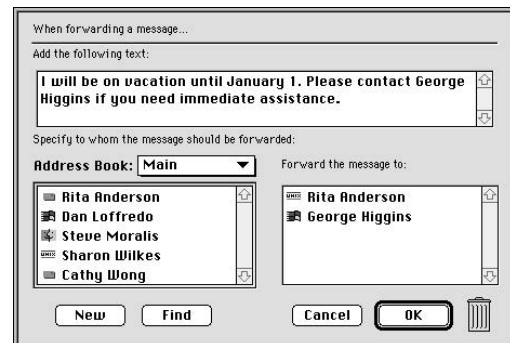 When forwarding a message...
Add the following text:
I will be on vacation until January 1. Please contact George
Higgins if you need immediate assistance.
Specify to whom the message should be forwarded:
Address Book: Main
Rita Anderson
Dan Loffredo
Steve Moralis
UNIX Sharon Wilkes
Cathy Wong
Forward the message to:
UNIX Rita Anderson
George Higgins
New Find Cancel OK